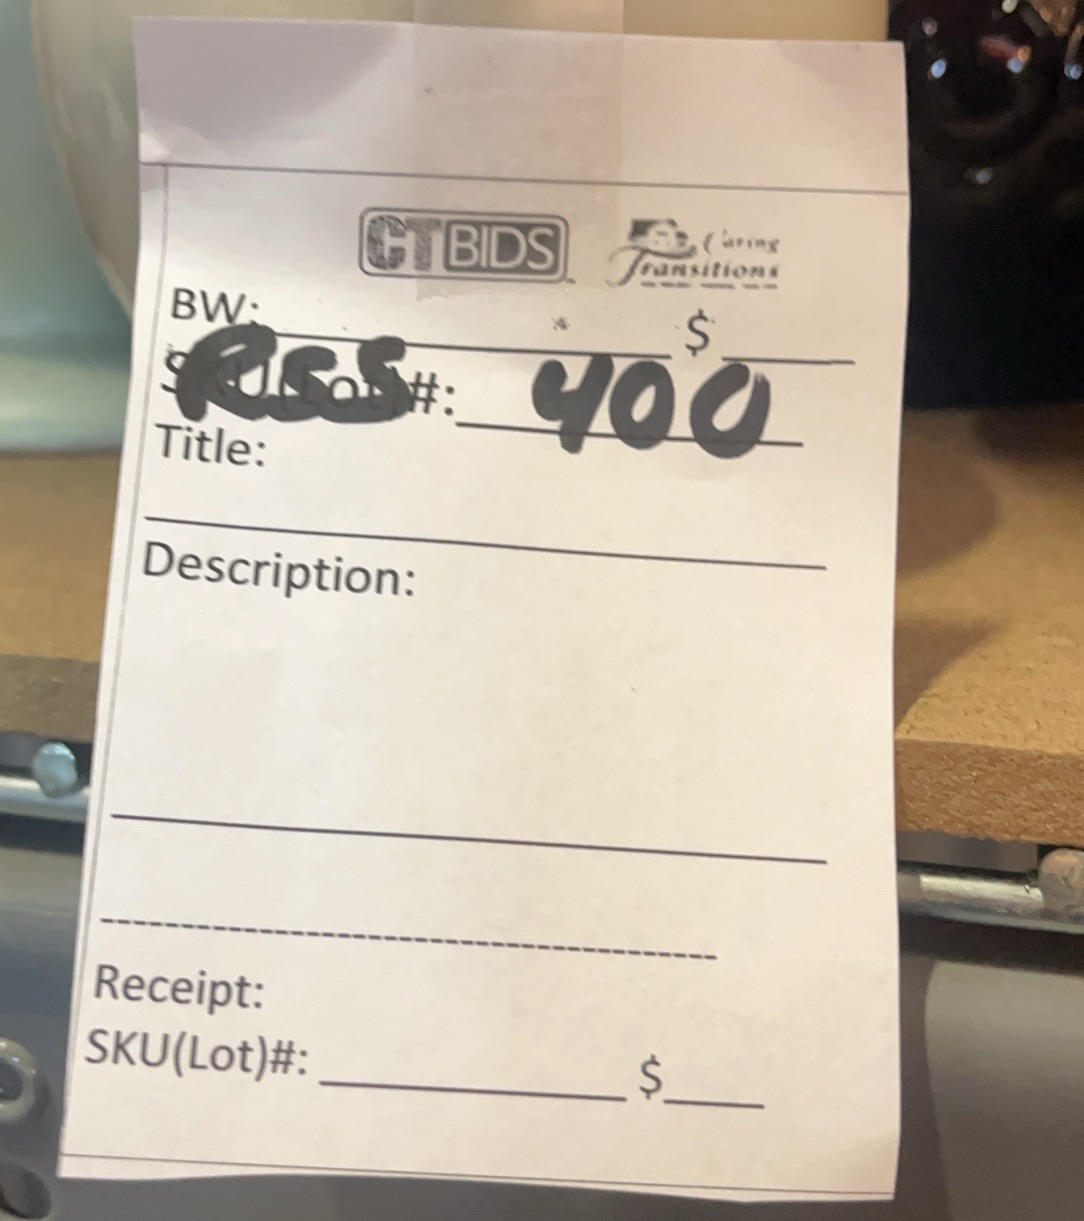 CTBIDS Caring Transitions
BW: $
RSS #: 400
Title:
Description:
Receipt:
SKU(Lot)#: $